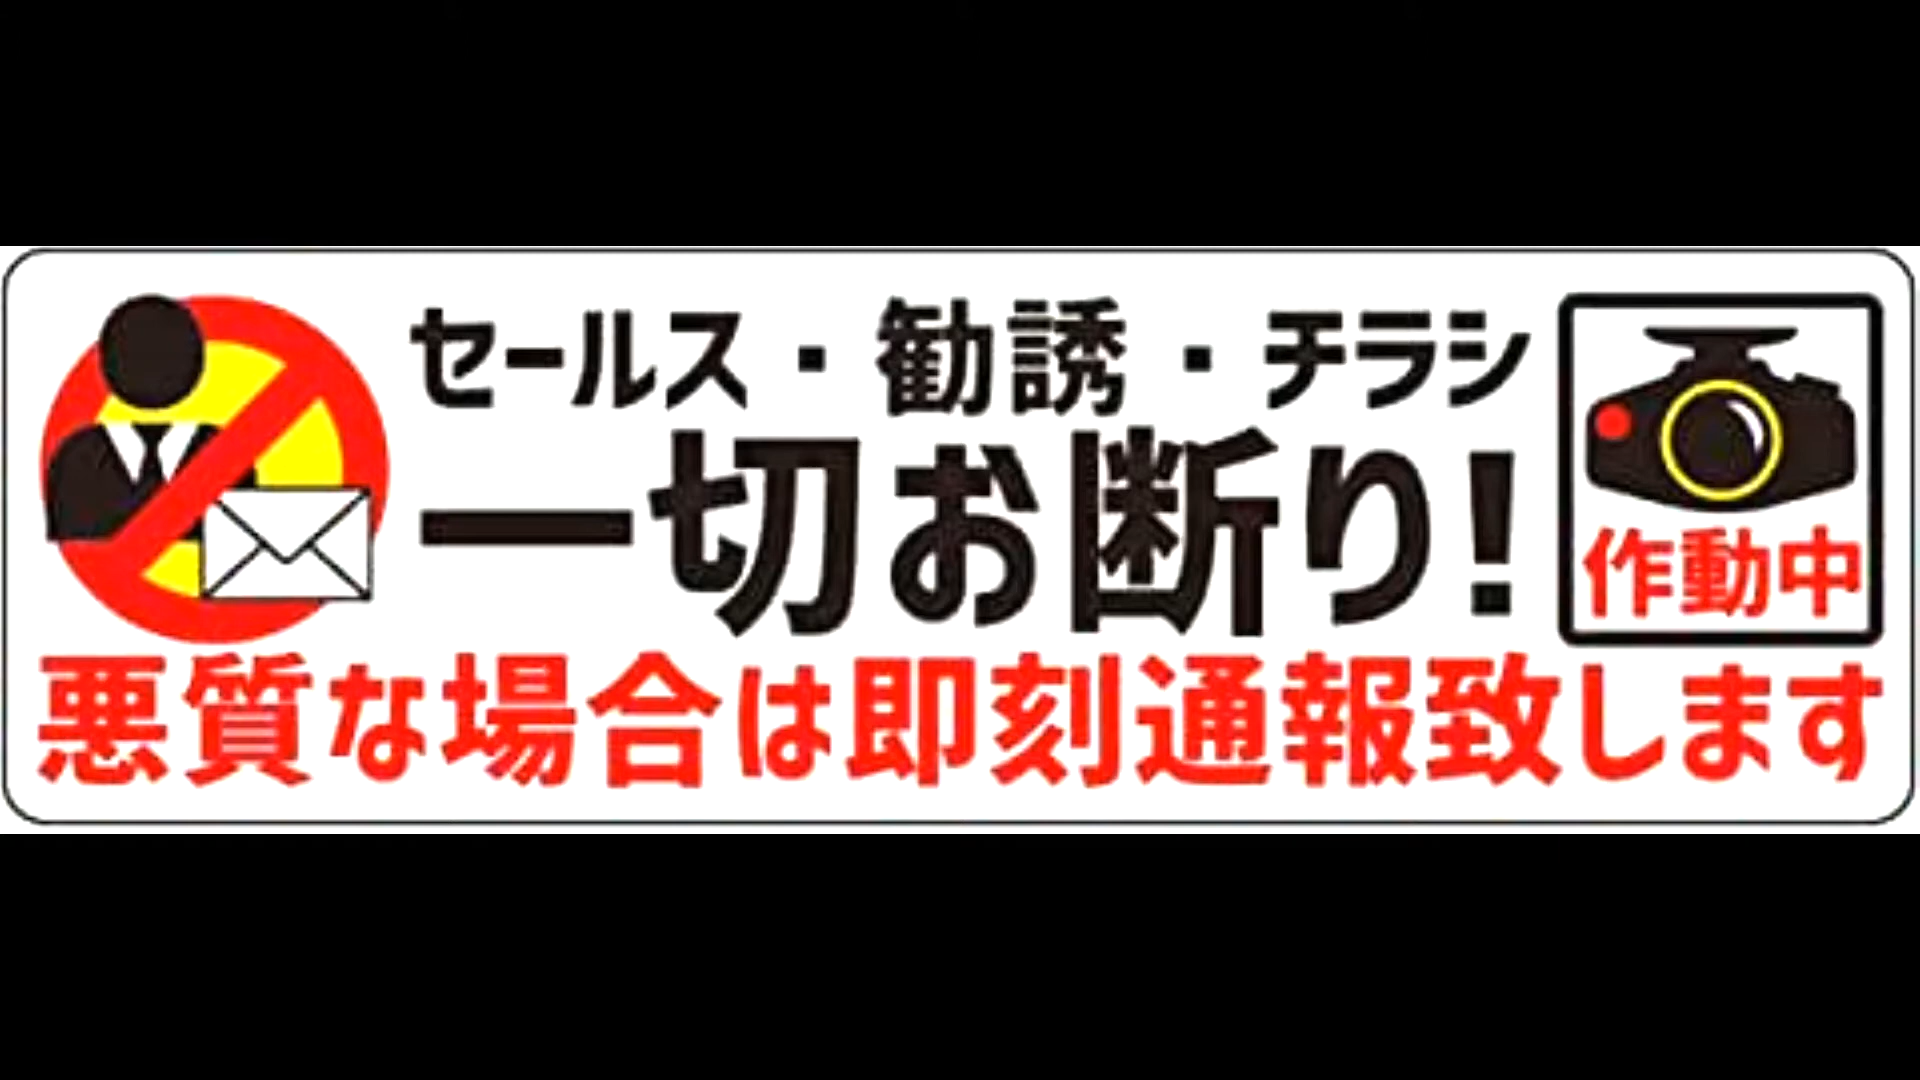 セールス・勧誘・チラシ
一切お断り!
作動中
悪質な場合は即刻通報致します